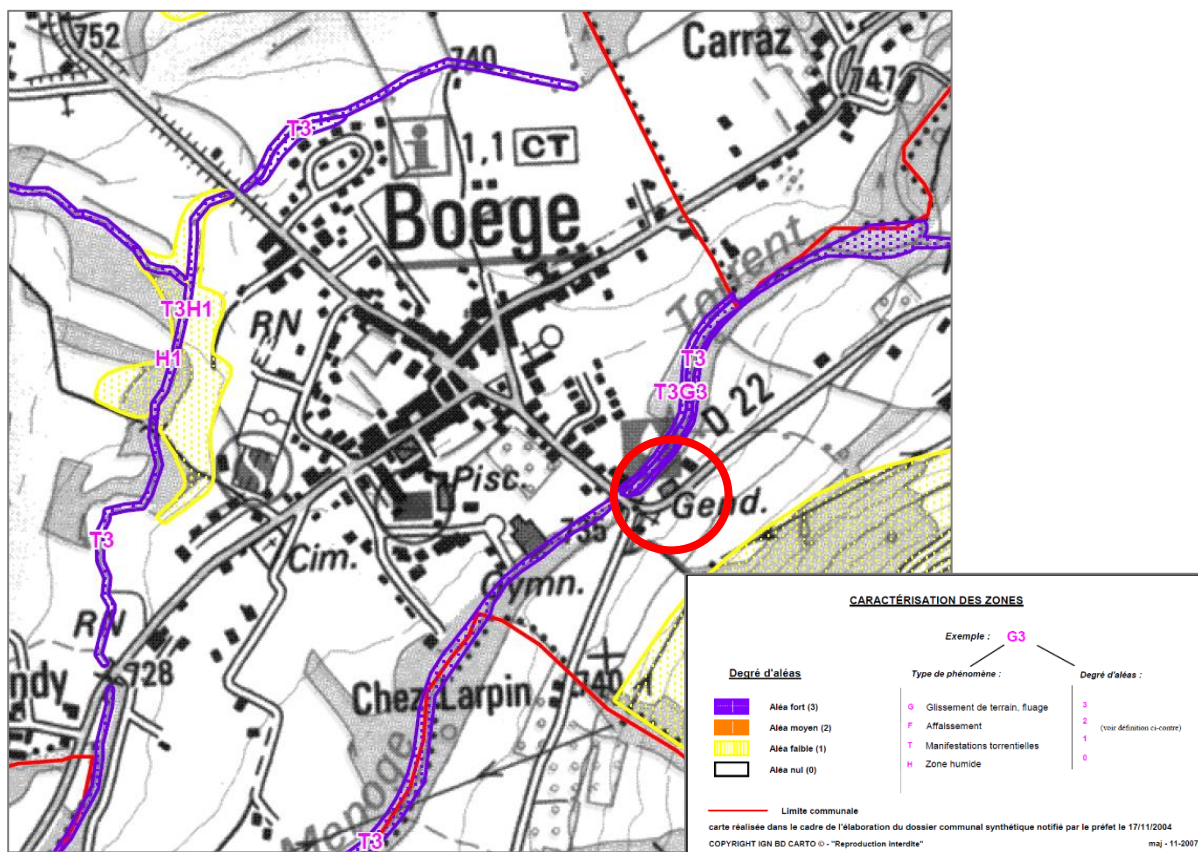 752
740
Carraz
747
T3
i
1,1 CT
Boëge
Torrent
T3H1
RN
H1
T3
T3G3
D 22
S
Pisc.
Gend.
735
T3
Cim.
Gymn.
RN
ndy
728
Chez Larpin
740
Menoge
T3
CARACTÉRISATION DES ZONES
Exemple : G3
Degré d'aléas
Type de phénomène :
Degré d'aléas :
Aléa fort (3)
G Glissement de terrain, fluage
3
Aléa moyen (2)
F Affaissement
2
(voir définition ci-contre)
Aléa faible (1)
T Manifestations torrentielles
1
Aléa nul (0)
H Zone humide
0
Limite communale
carte réalisée dans le cadre de l'élaboration du dossier communal synthétique notifié par le préfet le 17/11/2004
COPYRIGHT IGN BD CARTO © - "Reproduction interdite"
maj - 11-2007